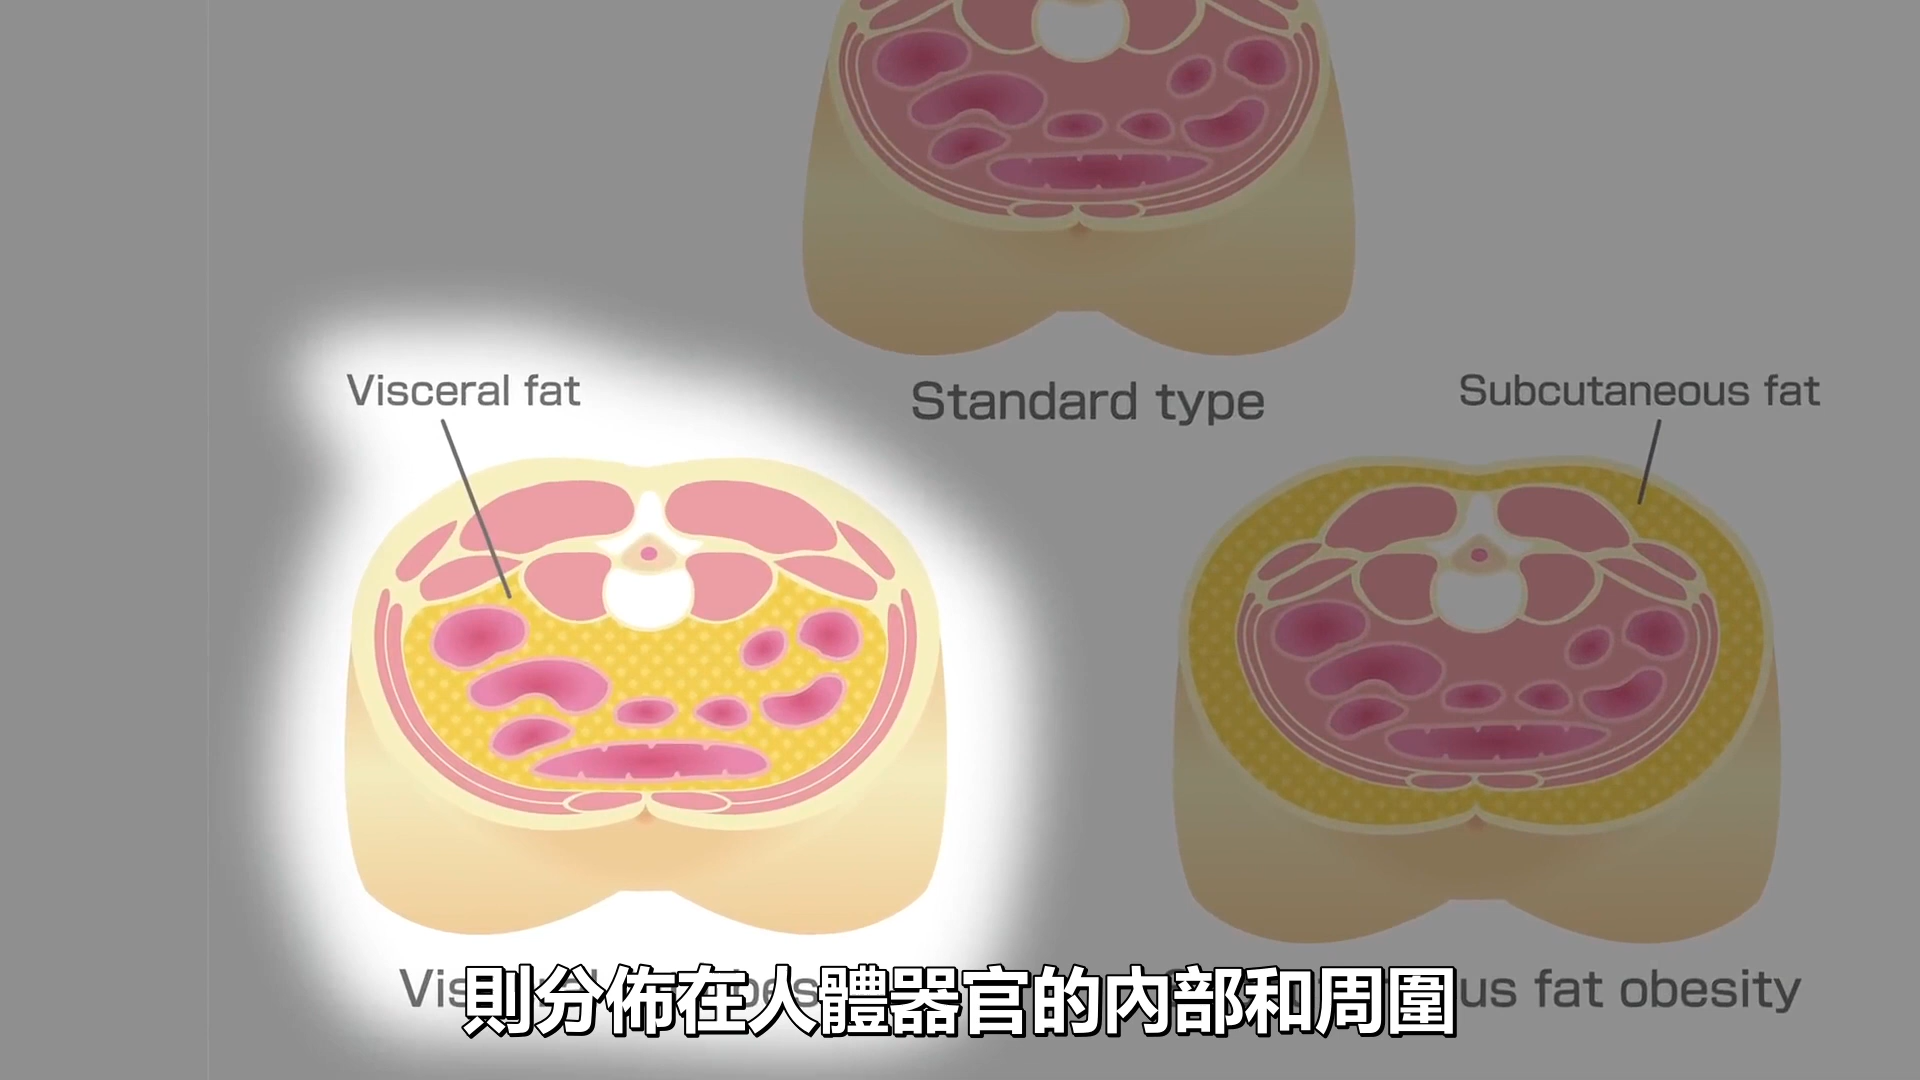 Visceral fat
Standard type
Subcutaneous fat
則分佈在人體器官的內部和周圍
fat obesity